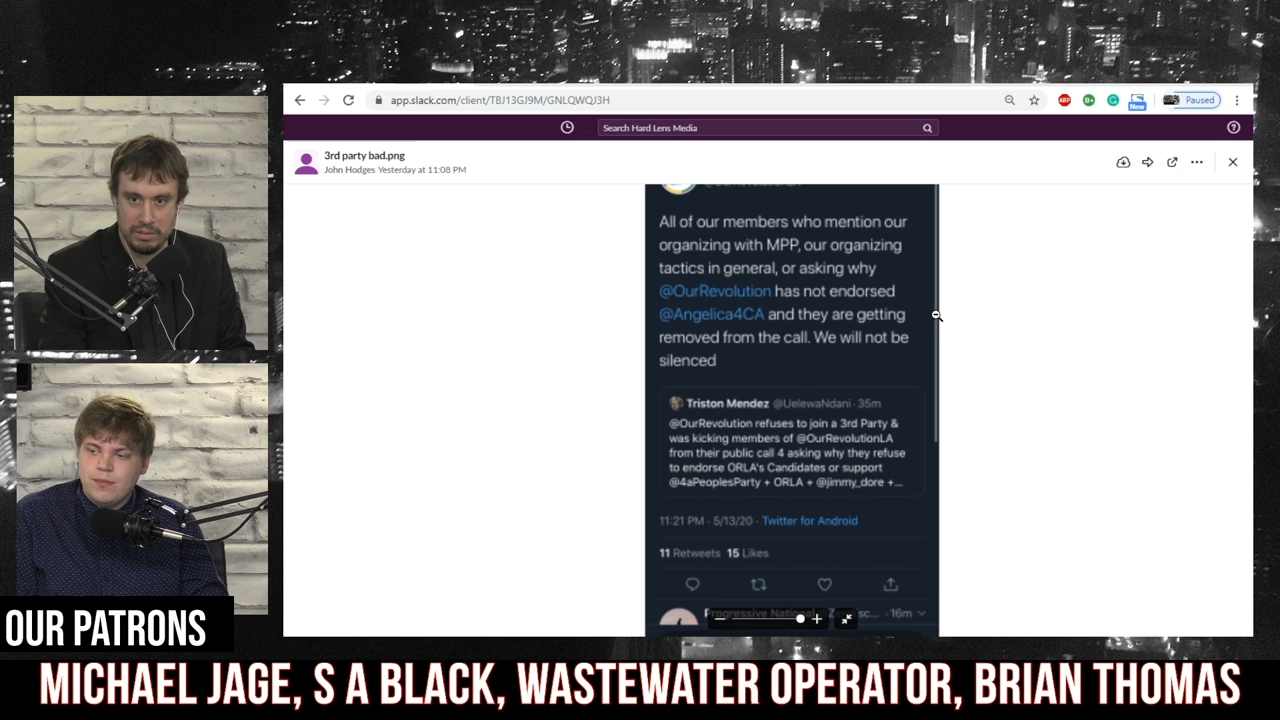 app.slack.com/client/TBJ13GJ9M/GNLQWQJ3H
ABP
B+
New
Paused
Search Hard Lens Media
3rd party bad.png
John Hodges Yesterday at 11:08 PM
All of our members who mention our
organizing with MPP, our organizing
tactics in general, or asking why
@OurRevolution has not endorsed
@Angelica4CA and they are getting
removed from the call. We will not be
silenced
Triston Mendez @UelewaNdani · 35m
@OurRevolution refuses to join a 3rd Party &
was kicking members of @OurRevolutionLA
from their public call 4 asking why they refuse
to endorse ORLA's Candidates or support
@4aPeoplesParty + ORLA + @jimmy_dore +...
11:21 PM · 5/13/20 · Twitter for Android
11 Retweets 15 Likes
Progressive National · 16m
OUR PATRONS
MICHAEL JAGE, S A BLACK, WASTEWATER OPERATOR, BRIAN THOMAS